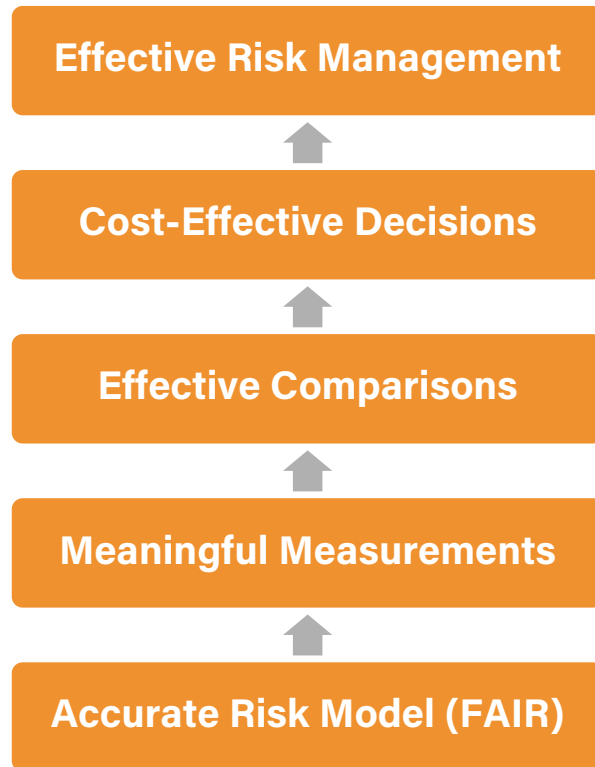 Effective Risk Management
Cost-Effective Decisions
Effective Comparisons
Meaningful Measurements
Accurate Risk Model (FAIR)